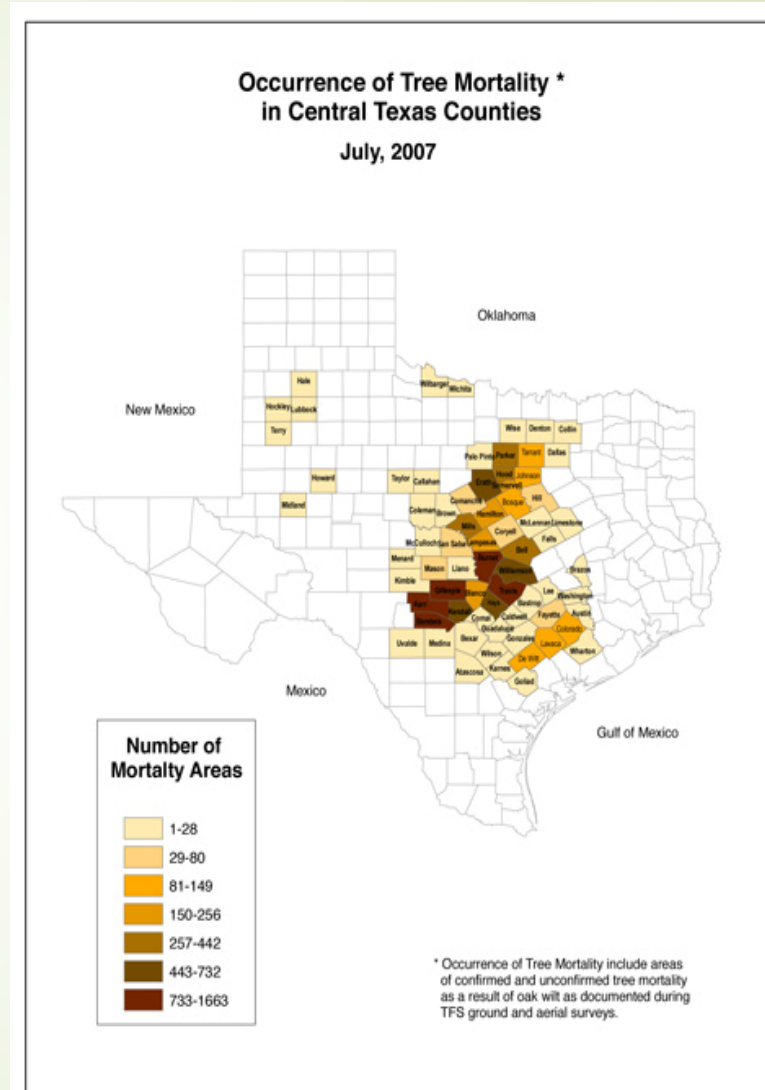 Occurrence of Tree Mortality *
in Central Texas Counties
July, 2007
Oklahoma
New Mexico
Hale
Hockley Lubbock
Terry
Wilbarger Wichita
Wise Denton Collin
Palo Pinto Parker Tarrant Dallas
Howard
Midland
Taylor Callahan
Erath Hood Johnson
Somervell
Comanche Bosque Hill
Coleman Brown Hamilton
McLennan Limestone
Mills Coryell Falls
McCulloch San Saba Lampasas Bell
Menard Burnet
Mason Llano Williamson
Kimble Brazos
Gillespie Blanco Travis Lee Washington
Kerr Kendall Hays Bastrop Austin
Bandera Comal Caldwell Fayette Colorado
Guadalupe
Uvalde Medina Bexar Gonzales Lavaca Wharton
Wilson De Witt
Atascosa Karnes
Goliad
Mexico
Gulf of Mexico
Number of
Mortalty Areas
1-28
29-80
81-149
150-256
257-442
443-732
733-1663
* Occurrence of Tree Mortality include areas
of confirmed and unconfirmed tree mortality
as a result of oak wilt as documented during
TFS ground and aerial surveys.